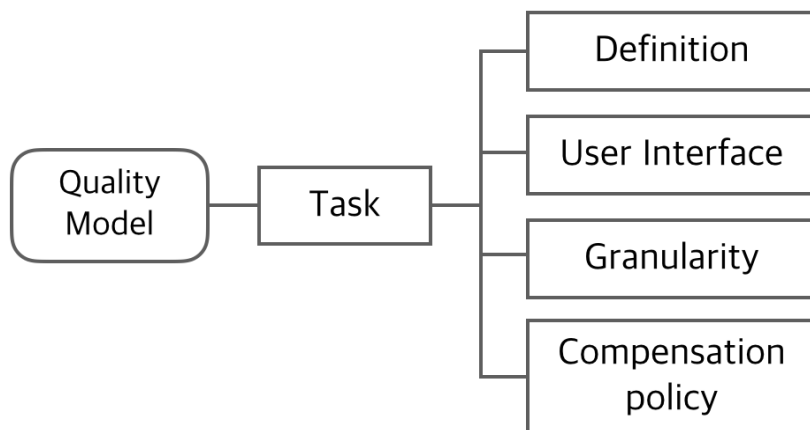 Quality
Model
Task
Definition
User Interface
Granularity
Compensation
policy